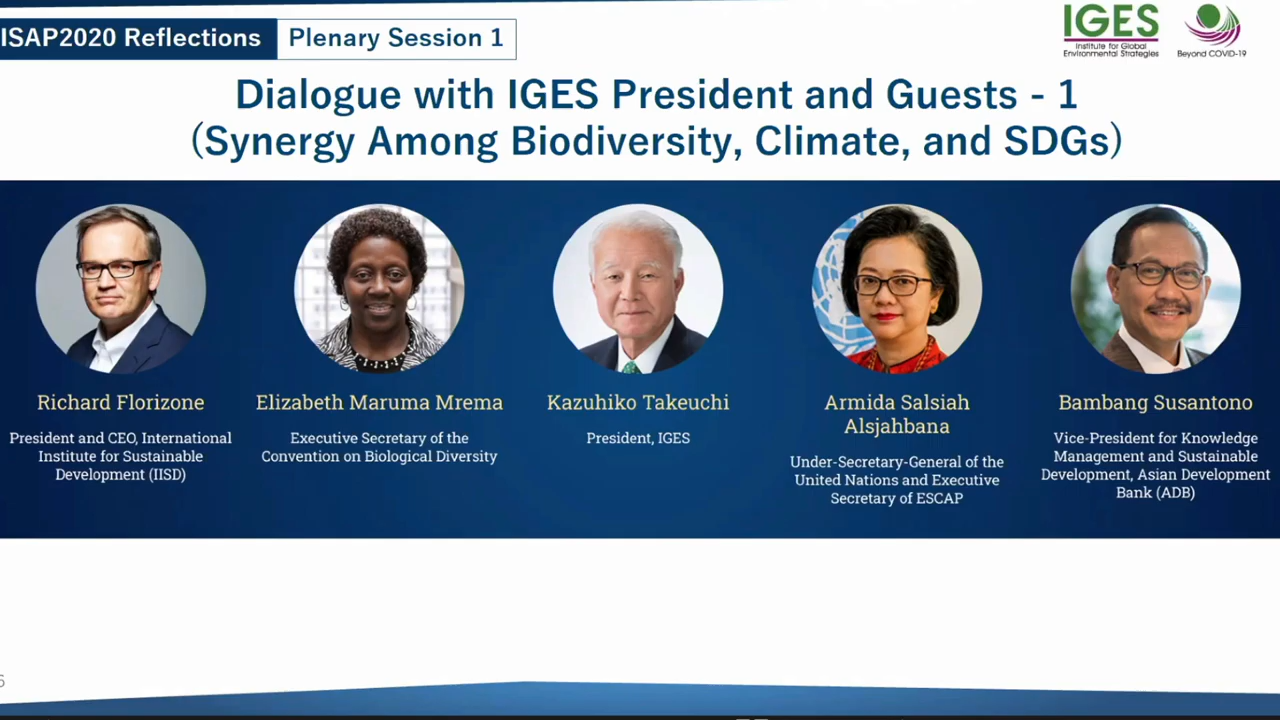 ISAP2020 Reflections
Plenary Session 1
IGES
Institute for Global
Environmental Strategies
Beyond COVID-19
Dialogue with IGES President and Guests - 1
(Synergy Among Biodiversity, Climate, and SDGs)
Richard Florizone
President and CEO, International
Institute for Sustainable
Development (IISD)
Elizabeth Maruma Mrema
Executive Secretary of the
Convention on Biological Diversity
Kazuhiko Takeuchi
President, IGES
Armida Salsiah
Alsjahbana
Under-Secretary-General of the
United Nations and Executive
Secretary of ESCAP
Bambang Susantono
Vice-President for Knowledge
Management and Sustainable
Development, Asian Development
Bank (ADB)
6